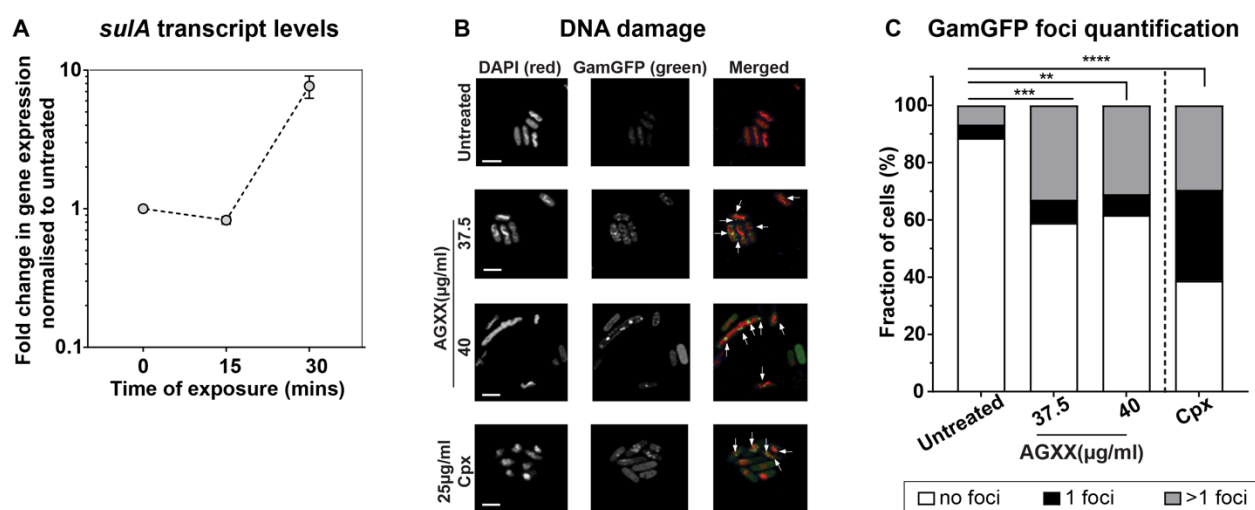 A
sulA transcript levels
Fold change in gene expression
normalised to untreated
10
1
0.1
0
15
30
Time of exposure (mins)
B
DNA damage
DAPI (red)
GamGFP (green)
Merged
Untreated
AGXX(µg/ml)
37.5
40
25µg/ml
Cpx
C
GamGFP foci quantification
****
**
***
Fraction of cells (%)
100
80
60
40
20
0
Untreated
37.5
40
Cpx
AGXX(µg/ml)
no foci
1 foci
>1 foci